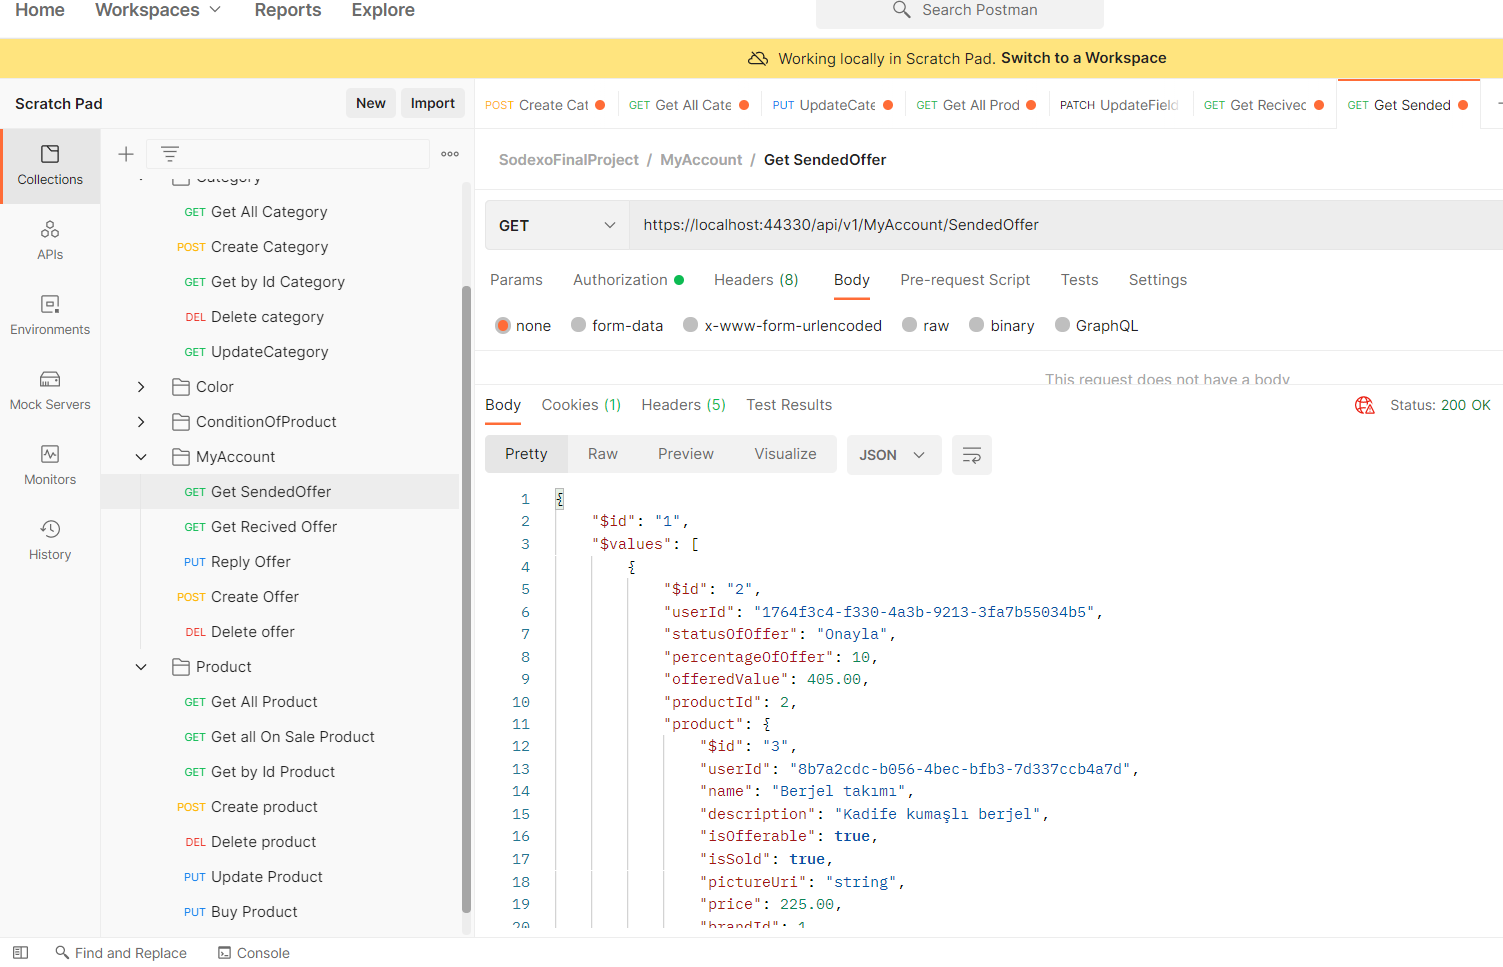 Home Workspaces Reports Explore Search Postman
Working locally in Scratch Pad. Switch to a Workspace
Scratch Pad New Import
POST Create Cat GET Get All Cate PUT UpdateCate GET Get All Prod PATCH UpdateField GET Get Recived GET Get Sended
Collections
APIs
Environments
Mock Servers
Monitors
History
Category
GET Get All Category
POST Create Category
GET Get by Id Category
DEL Delete category
GET UpdateCategory
Color
ConditionOfProduct
MyAccount
GET Get SendedOffer
GET Get Recived Offer
PUT Reply Offer
POST Create Offer
DEL Delete offer
Product
GET Get All Product
GET Get all On Sale Product
GET Get by Id Product
POST Create product
DEL Delete product
PUT Update Product
PUT Buy Product
SodexoFinalProject / MyAccount / Get SendedOffer
GET https://localhost:44330/api/v1/MyAccount/SendedOffer
Params Authorization Headers (8) Body Pre-request Script Tests Settings
none form-data x-www-form-urlencoded raw binary GraphQL
This request does not have a body
Body Cookies (1) Headers (5) Test Results Status: 200 OK
Pretty Raw Preview Visualize JSON
1 {
2 "$id": "1",
3 "$values": [
4 {
5 "$id": "2",
6 "userId": "1764f3c4-f330-4a3b-9213-3fa7b55034b5",
7 "statusOfOffer": "Onayla",
8 "percentageOfOffer": 10,
9 "offeredValue": 405.00,
10 "productId": 2,
11 "product": {
12 "$id": "3",
13 "userId": "8b7a2cdc-b056-4bec-bfb3-7d337ccb4a7d",
14 "name": "Berjel takımı",
15 "description": "Kadife kumaşlı berjel",
16 "isOfferable": true,
17 "isSold": true,
18 "pictureUri": "string",
19 "price": 225.00,
20 "brandId": 1
Find and Replace Console